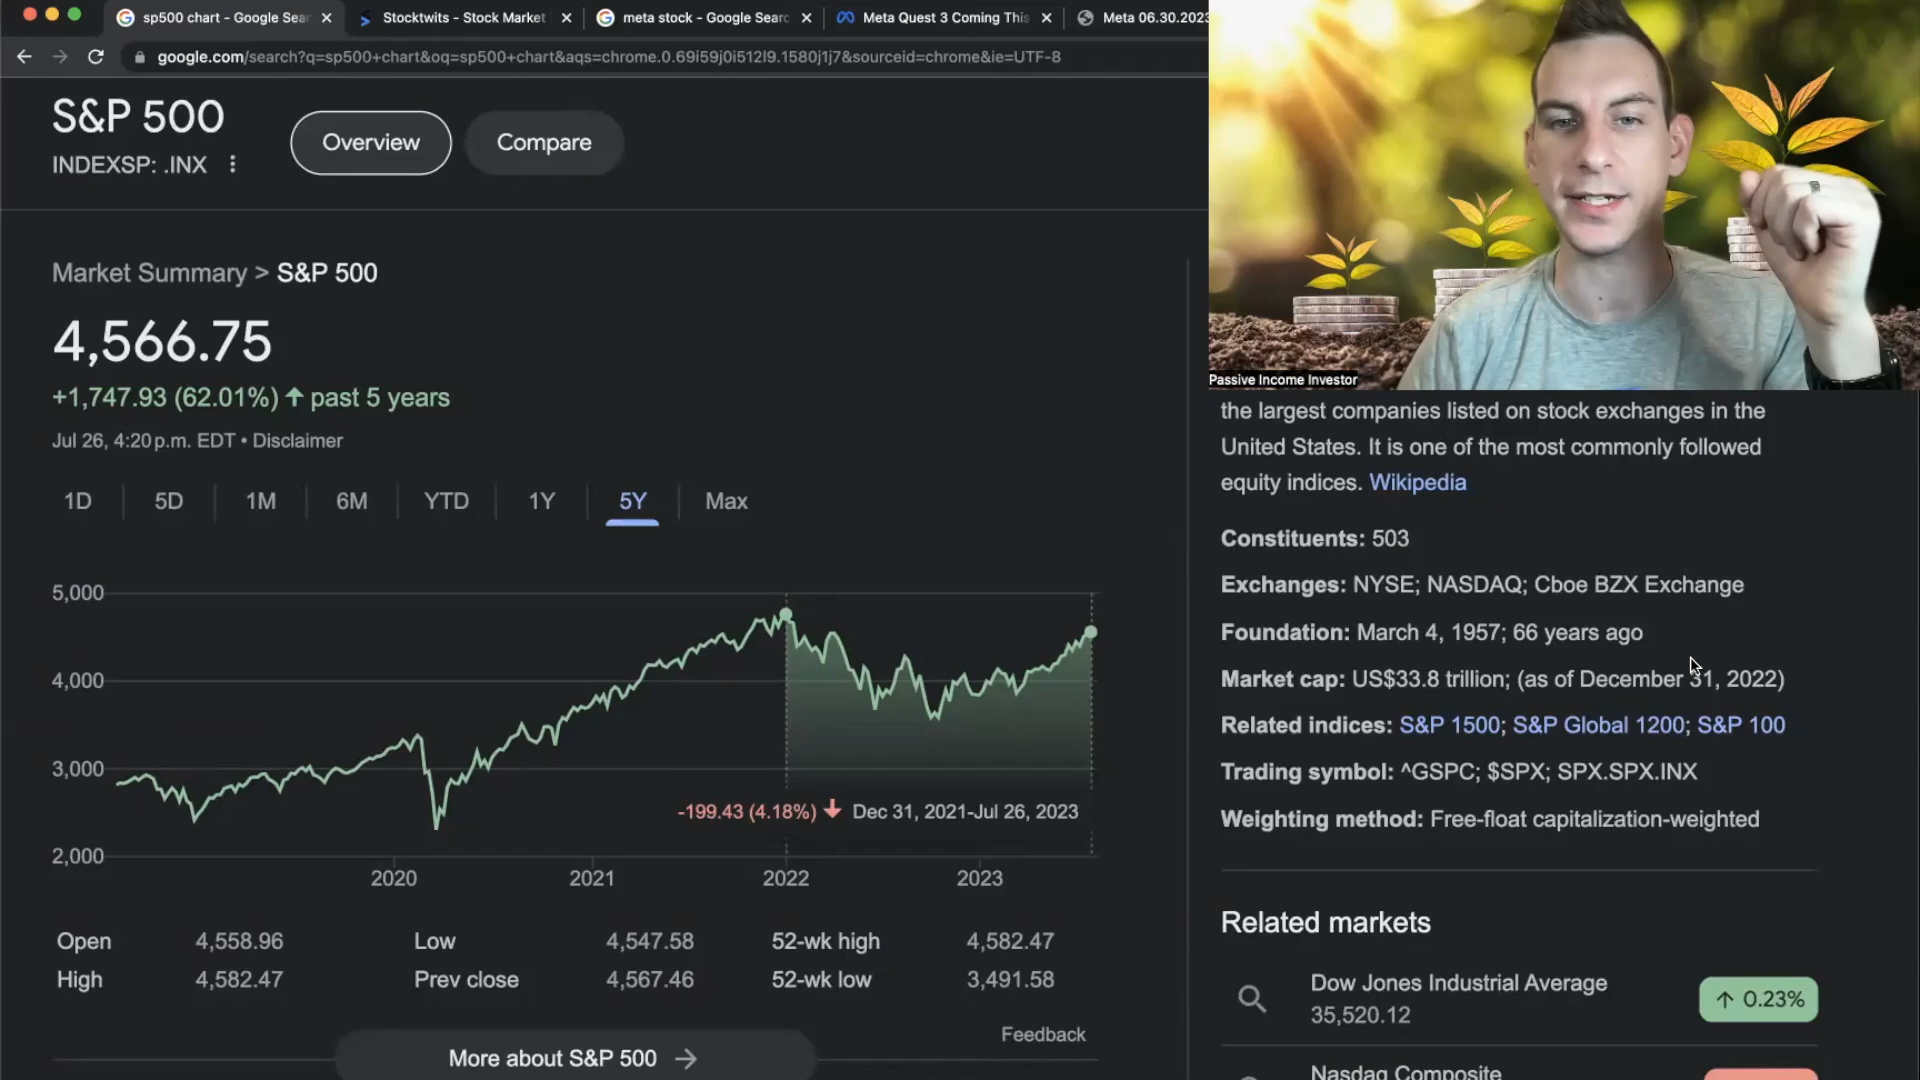 sp500 chart - Google Sear
Stocktwits - Stock Market
meta stock - Google Searc
Meta Quest 3 Coming This
Meta 06.30.2023
google.com/search?q=sp500+chart&oq=sp500+chart&aqs=chrome.0.69i59j0i512l9.1580j1j7&sourceid=chrome&ie=UTF-8
S&P 500
INDEXSP: .INX
Overview
Compare
Market Summary > S&P 500
4,566.75
+1,747.93 (62.01%) ↑ past 5 years
Jul 26, 4:20 p.m. EDT • Disclaimer
1D 5D 1M 6M YTD 1Y 5Y Max
5,000
4,000
3,000
2,000
-199.43 (4.18%) ↓ Dec 31, 2021-Jul 26, 2023
2020 2021 2022 2023
Open 4,558.96 Low 4,547.58 52-wk high 4,582.47
High 4,582.47 Prev close 4,567.46 52-wk low 3,491.58
Feedback
More about S&P 500 →
Passive Income Investor
the largest companies listed on stock exchanges in the
United States. It is one of the most commonly followed
equity indices. Wikipedia
Constituents: 503
Exchanges: NYSE; NASDAQ; Cboe BZX Exchange
Foundation: March 4, 1957; 66 years ago
Market cap: US$33.8 trillion; (as of December 31, 2022)
Related indices: S&P 1500; S&P Global 1200; S&P 100
Trading symbol: ^GSPC; $SPX; SPX.SPX.INX
Weighting method: Free-float capitalization-weighted
Related markets
Dow Jones Industrial Average
35,520.12
↑ 0.23%
Nasdaq Composite